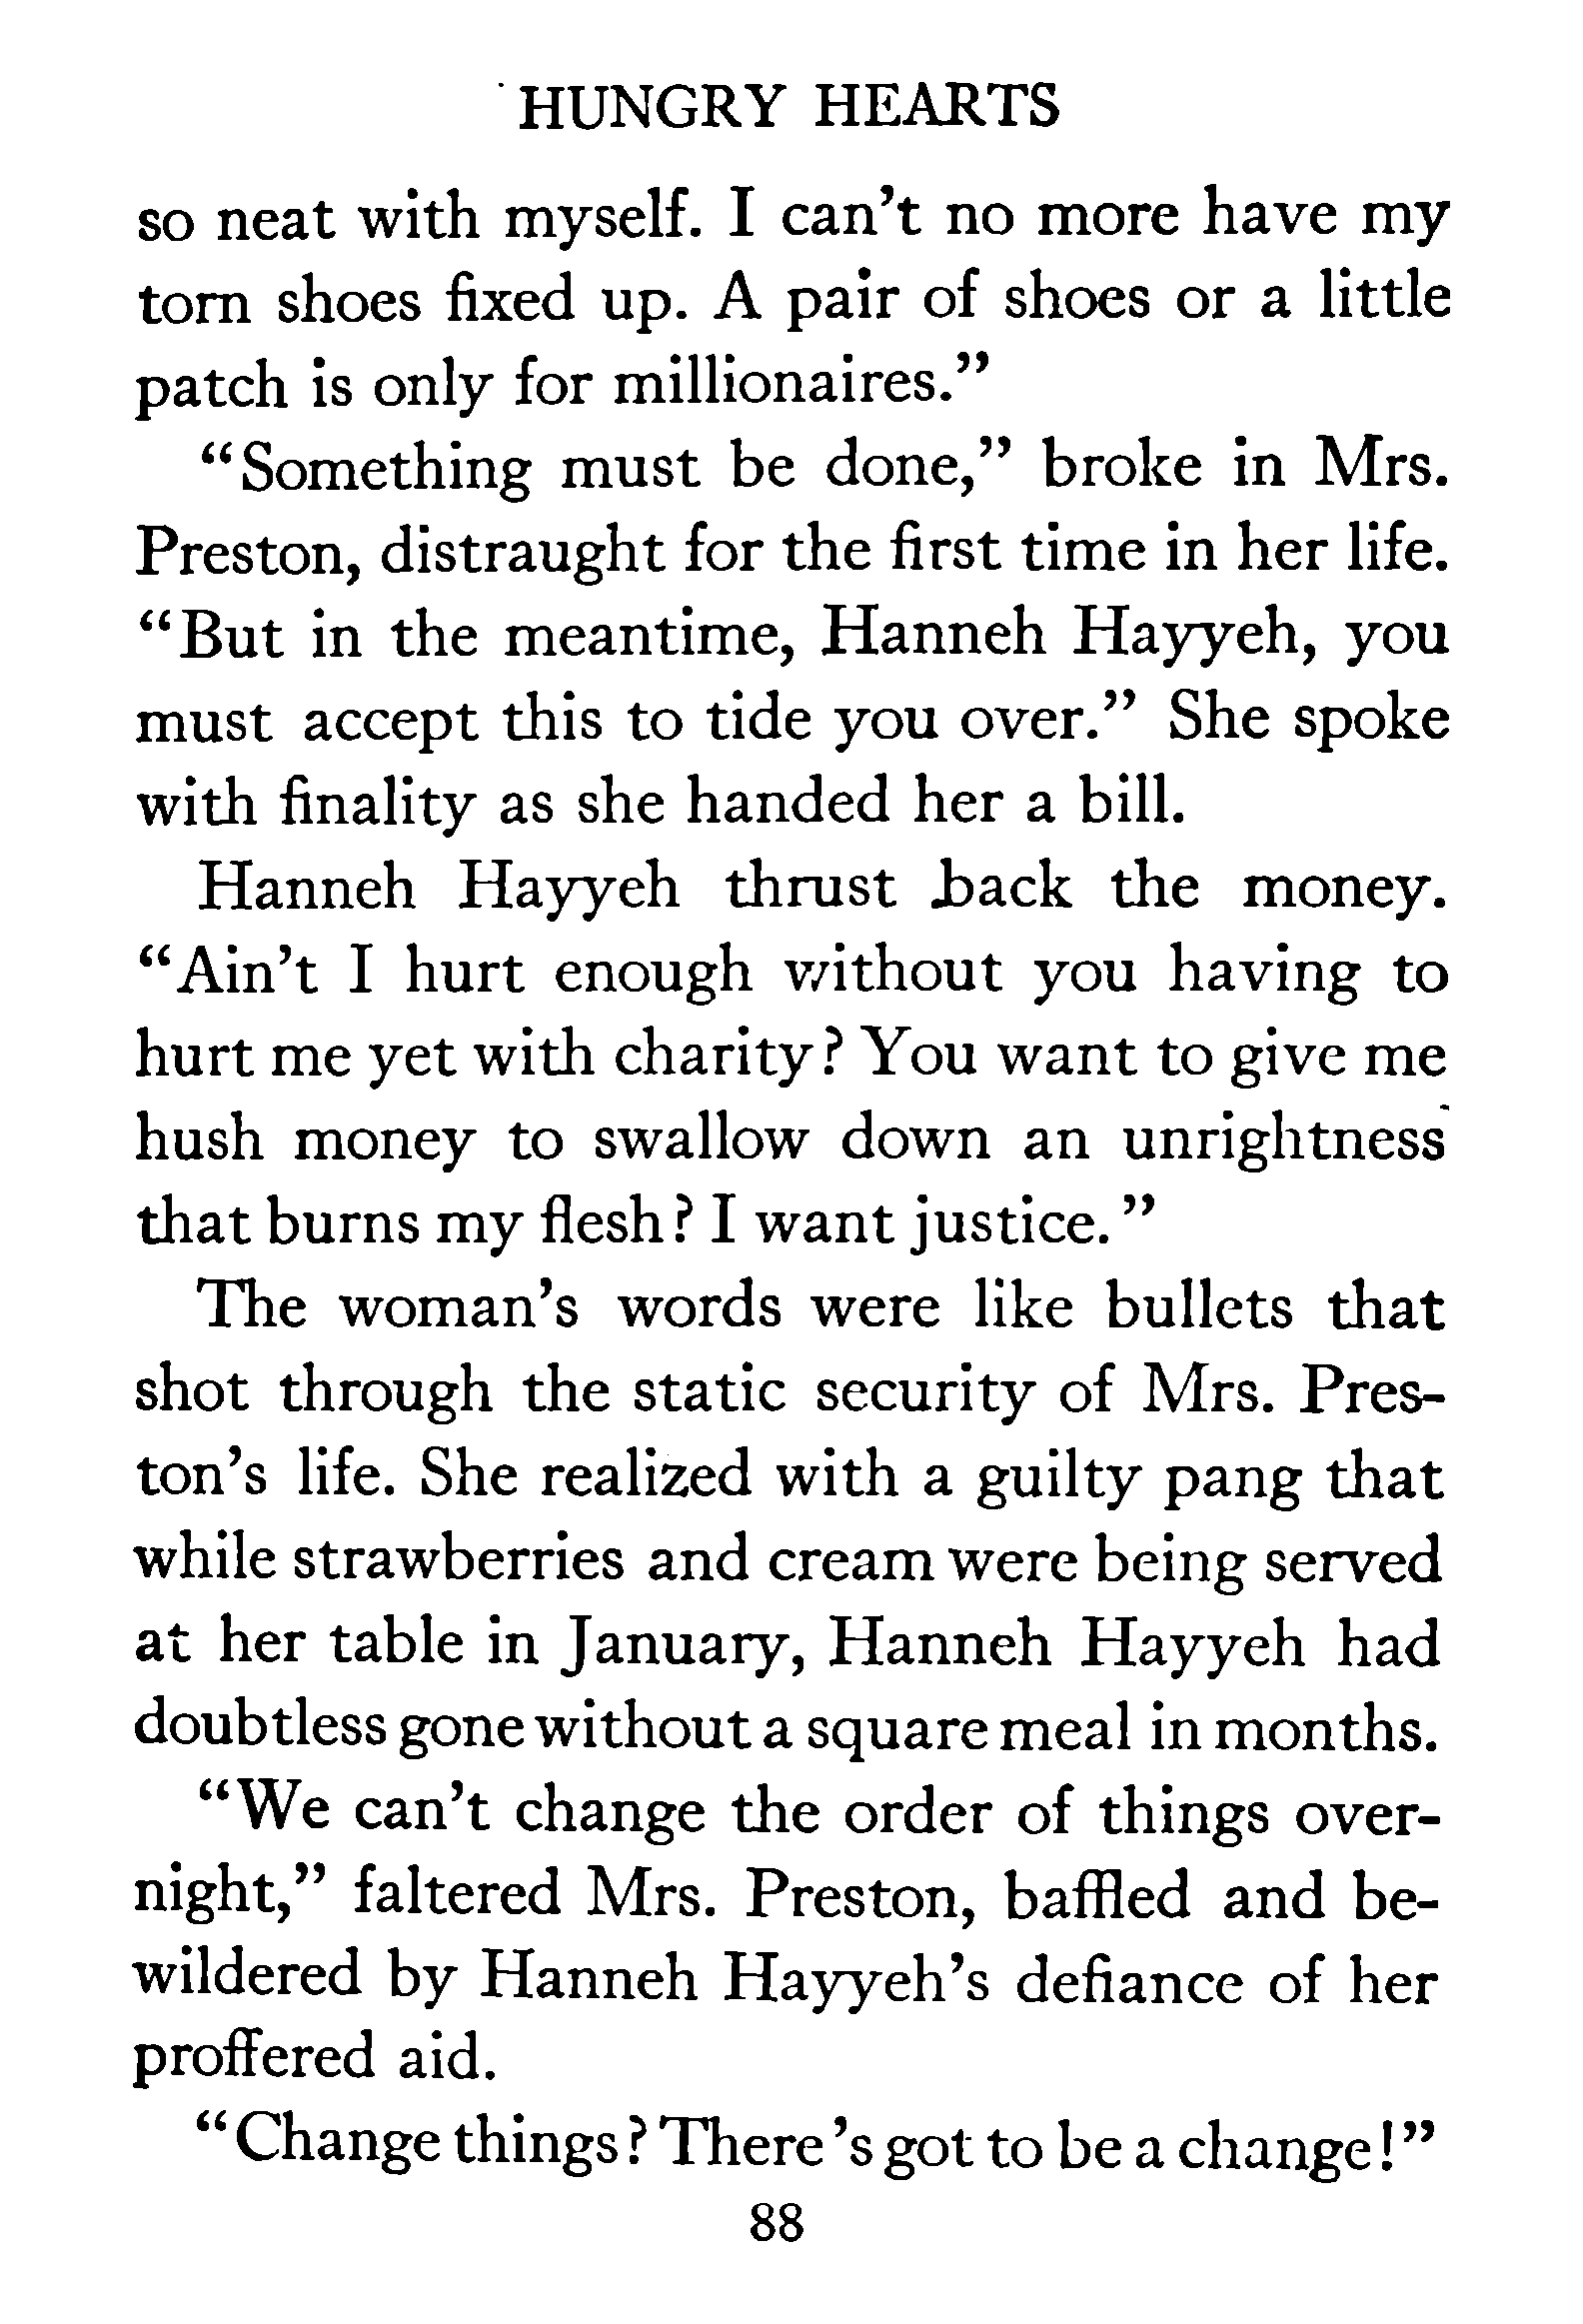 HUNGRY HEARTS
so neat with myself. I can't no more have my
torn shoes fixed up. A pair of shoes or a little
patch is only for millionaires."
"Something must be done," broke in Mrs.
Preston, distraught for the first time in her life.
"But in the meantime, Hanneh Hayyeh, you
must accept this to tide you over." She spoke
with finality as she handed her a bill.
Hanneh Hayyeh thrust back the money.
"Ain't I hurt enough without you having to
hurt me yet with charity? You want to give me
hush money to swallow down an unrightness
that burns my flesh? I want justice."
The woman's words were like bullets that
shot through the static security of Mrs. Pres-
ton's life. She realized with a guilty pang that
while strawberries and cream were being served
at her table in January, Hanneh Hayyeh had
doubtless gone without a square meal in months.
"We can't change the order of things over-
night," faltered Mrs. Preston, baffled and be-
wildered by Hanneh Hayyeh's defiance of her
proffered aid.
"Change things? There's got to be a change!"
88